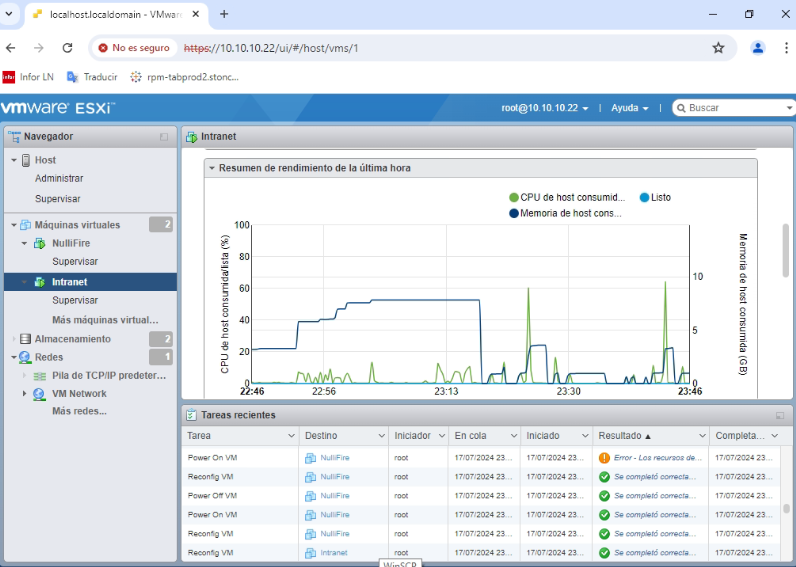 localhost.localdomain - VMware
No es seguro https://10.10.10.22/ui/#/host/vms/1
Infor LN Traducir rpm-tabprod2.stonc...
vmware ESXi™ root@10.10.10.22 | Ayuda | Buscar
Navegador
Host
Administrar
Supervisar
Máquinas virtuales 2
NulliFire
Supervisar
Intranet
Supervisar
Más máquinas virtual...
Almacenamiento 2
Redes 1
Pila de TCP/IP predeter...
VM Network
Más redes...
Intranet
Resumen de rendimiento de la última hora
CPU de host consumid... Listo
Memoria de host cons...
CPU de host consumida/lista (%)
100
80
60
40
20
0
Memoria de host consumida (GB)
10
5
0
22:46 22:56 23:13 23:30 23:46
Tareas recientes
Tarea Destino Iniciador En cola Iniciado Resultado ▲ Completa...
Power On VM NulliFire root 17/07/2024 23... 17/07/2024 23... Error - Los recursos de... 17/07/2024 23...
Reconfig VM NulliFire root 17/07/2024 23... 17/07/2024 23... Se completó correcta... 17/07/2024 23...
Power Off VM NulliFire root 17/07/2024 23... 17/07/2024 23... Se completó correcta... 17/07/2024 23...
Power On VM NulliFire root 17/07/2024 23... 17/07/2024 23... Se completó correcta... 17/07/2024 23...
Reconfig VM NulliFire root 17/07/2024 23... 17/07/2024 23... Se completó correcta... 17/07/2024 23...
Reconfig VM Intranet root 17/07/2024 23... 17/07/2024 23... Se completó correcta... 17/07/2024 23...
WinSCP